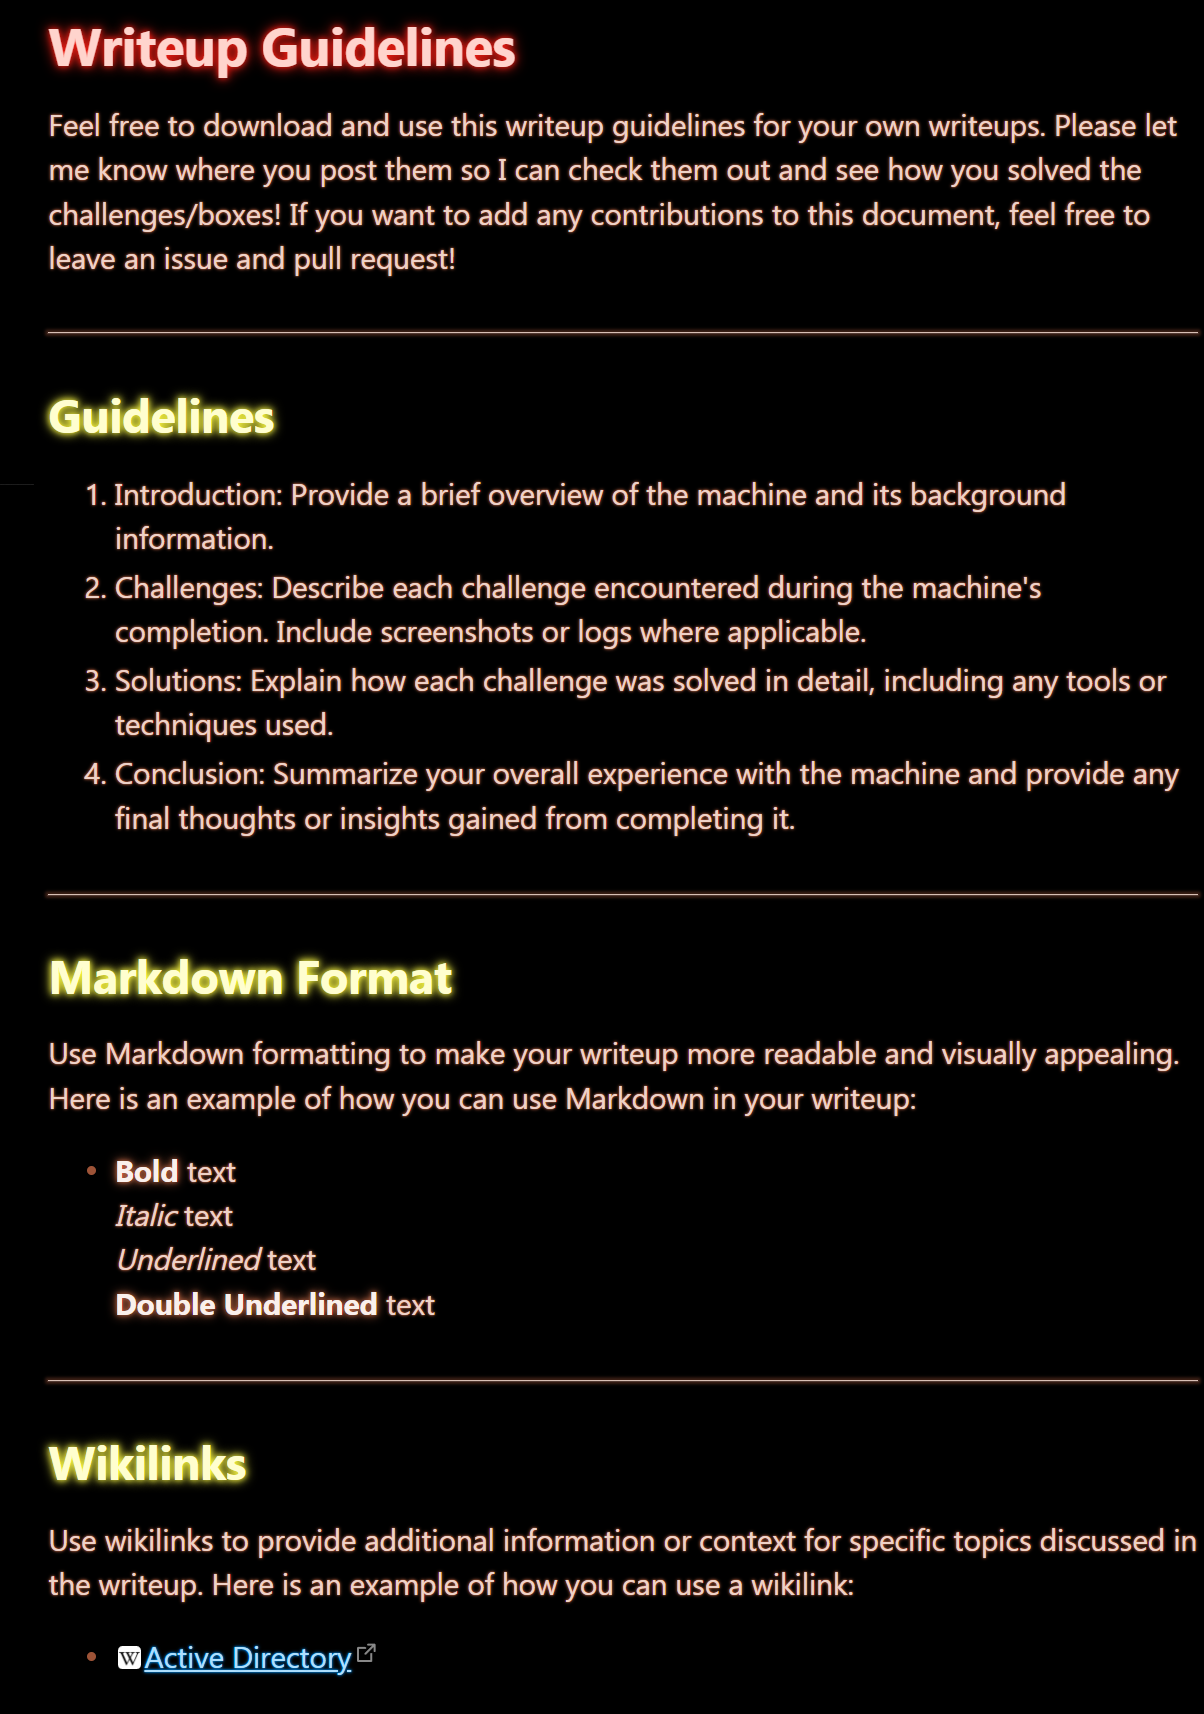 Writeup Guidelines
Feel free to download and use this writeup guidelines for your own writeups. Please let
me know where you post them so I can check them out and see how you solved the
challenges/boxes! If you want to add any contributions to this document, feel free to
leave an issue and pull request!
Guidelines
1. Introduction: Provide a brief overview of the machine and its background
information.
2. Challenges: Describe each challenge encountered during the machine's
completion. Include screenshots or logs where applicable.
3. Solutions: Explain how each challenge was solved in detail, including any tools or
techniques used.
4. Conclusion: Summarize your overall experience with the machine and provide any
final thoughts or insights gained from completing it.
Markdown Format
Use Markdown formatting to make your writeup more readable and visually appealing.
Here is an example of how you can use Markdown in your writeup:
• Bold text
Italic text
Underlined text
Double Underlined text
Wikilinks
Use wikilinks to provide additional information or context for specific topics discussed in
the writeup. Here is an example of how you can use a wikilink:
• W Active Directory